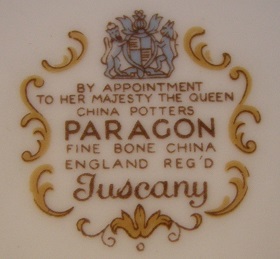 BY APPOINTMENT
TO HER MAJESTY THE QUEEN
CHINA POTTERS
PARAGON
FINE BONE CHINA
ENGLAND REG'D
Tuscany